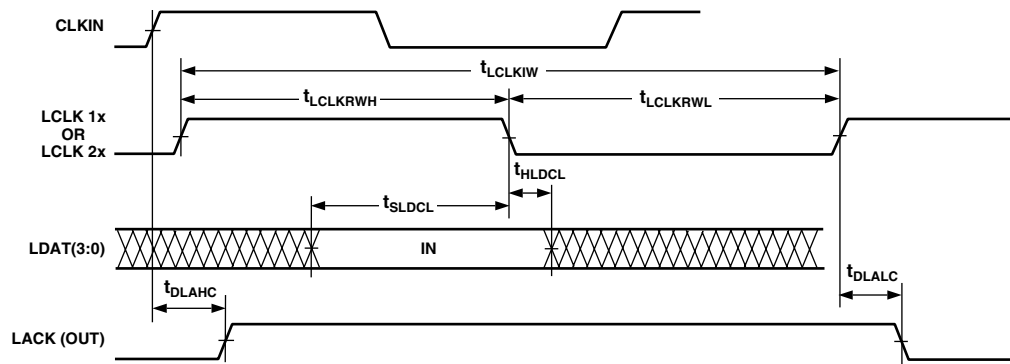 CLKIN
tLCLKIW
tLCLKRWH
tLCLKRWL
LCLK 1x
OR
LCLK 2x
tHLDCL
tSLDCL
LDAT(3:0)
IN
tDLAHC
tDLALC
LACK (OUT)